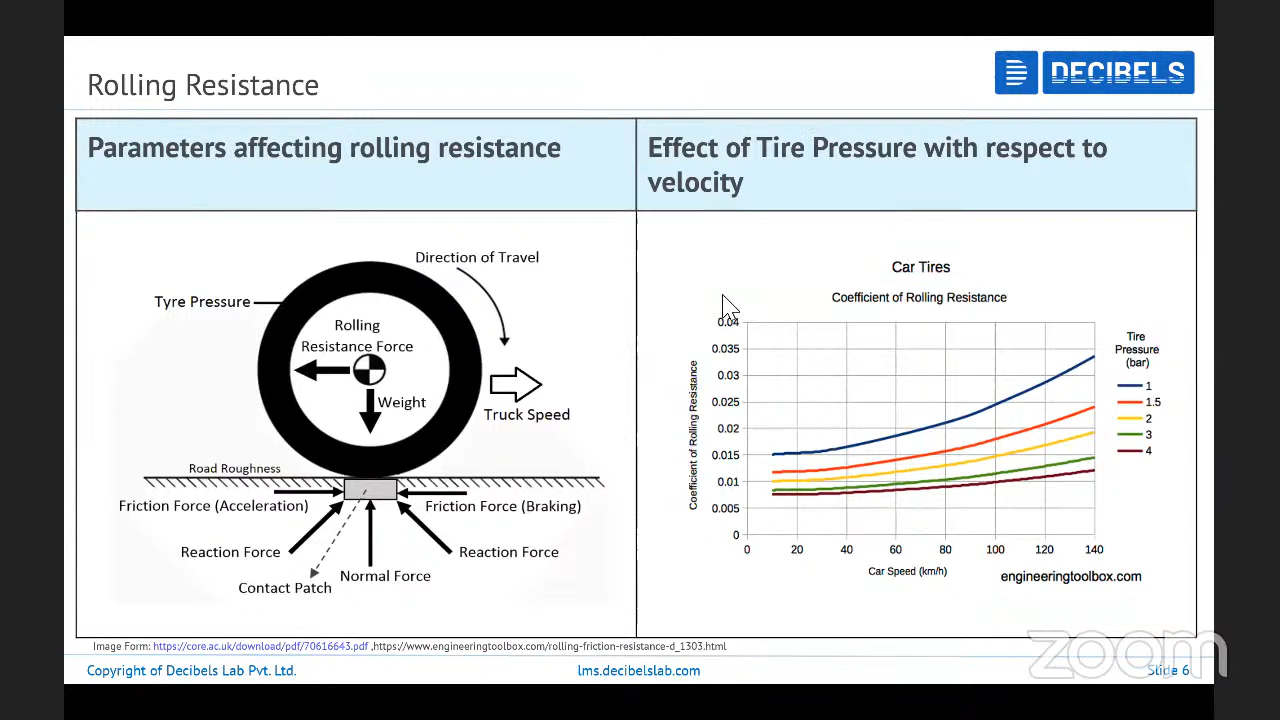 Rolling Resistance
DECIBELS
Parameters affecting rolling resistance
Effect of Tire Pressure with respect to
velocity
Direction of Travel
Tyre Pressure
Rolling
Resistance Force
Weight
Truck Speed
Road Roughness
Friction Force (Acceleration)
Friction Force (Braking)
Reaction Force
Reaction Force
Normal Force
Contact Patch
Car Tires
Coefficient of Rolling Resistance
Coefficient of Rolling Resistance
0.04
0.035
0.03
0.025
0.02
0.015
0.01
0.005
0
0 20 40 60 80 100 120 140
Car Speed (km/h)
engineeringtoolbox.com
Tire
Pressure
(bar)
1
1.5
2
3
4
Image Form: https://core.ac.uk/download/pdf/70616643.pdf ,https://www.engineeringtoolbox.com/rolling-friction-resistance-d_1303.html
Copyright of Decibels Lab Pvt. Ltd.
lms.decibelslab.com
Slide 6
zoom